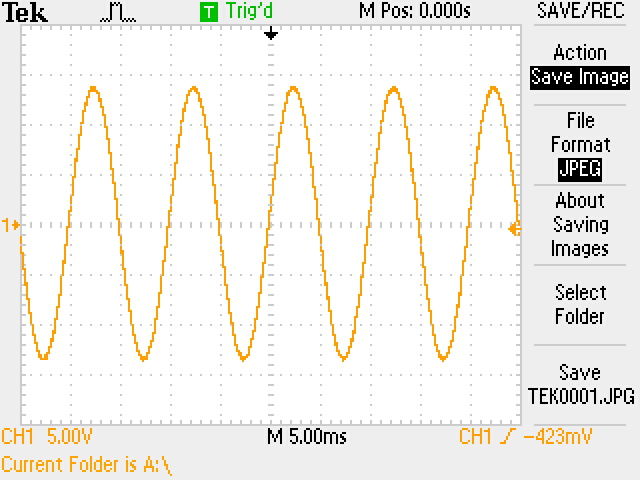 Tek T Trig'd M Pos: 0.000s SAVE/REC
Action
Save Image
File
Format
JPEG
About
Saving
Images
Select
Folder
Save
TEK0001.JPG
1
CH1 5.00V M 5.00ms CH1 -423mV
Current Folder is A:\